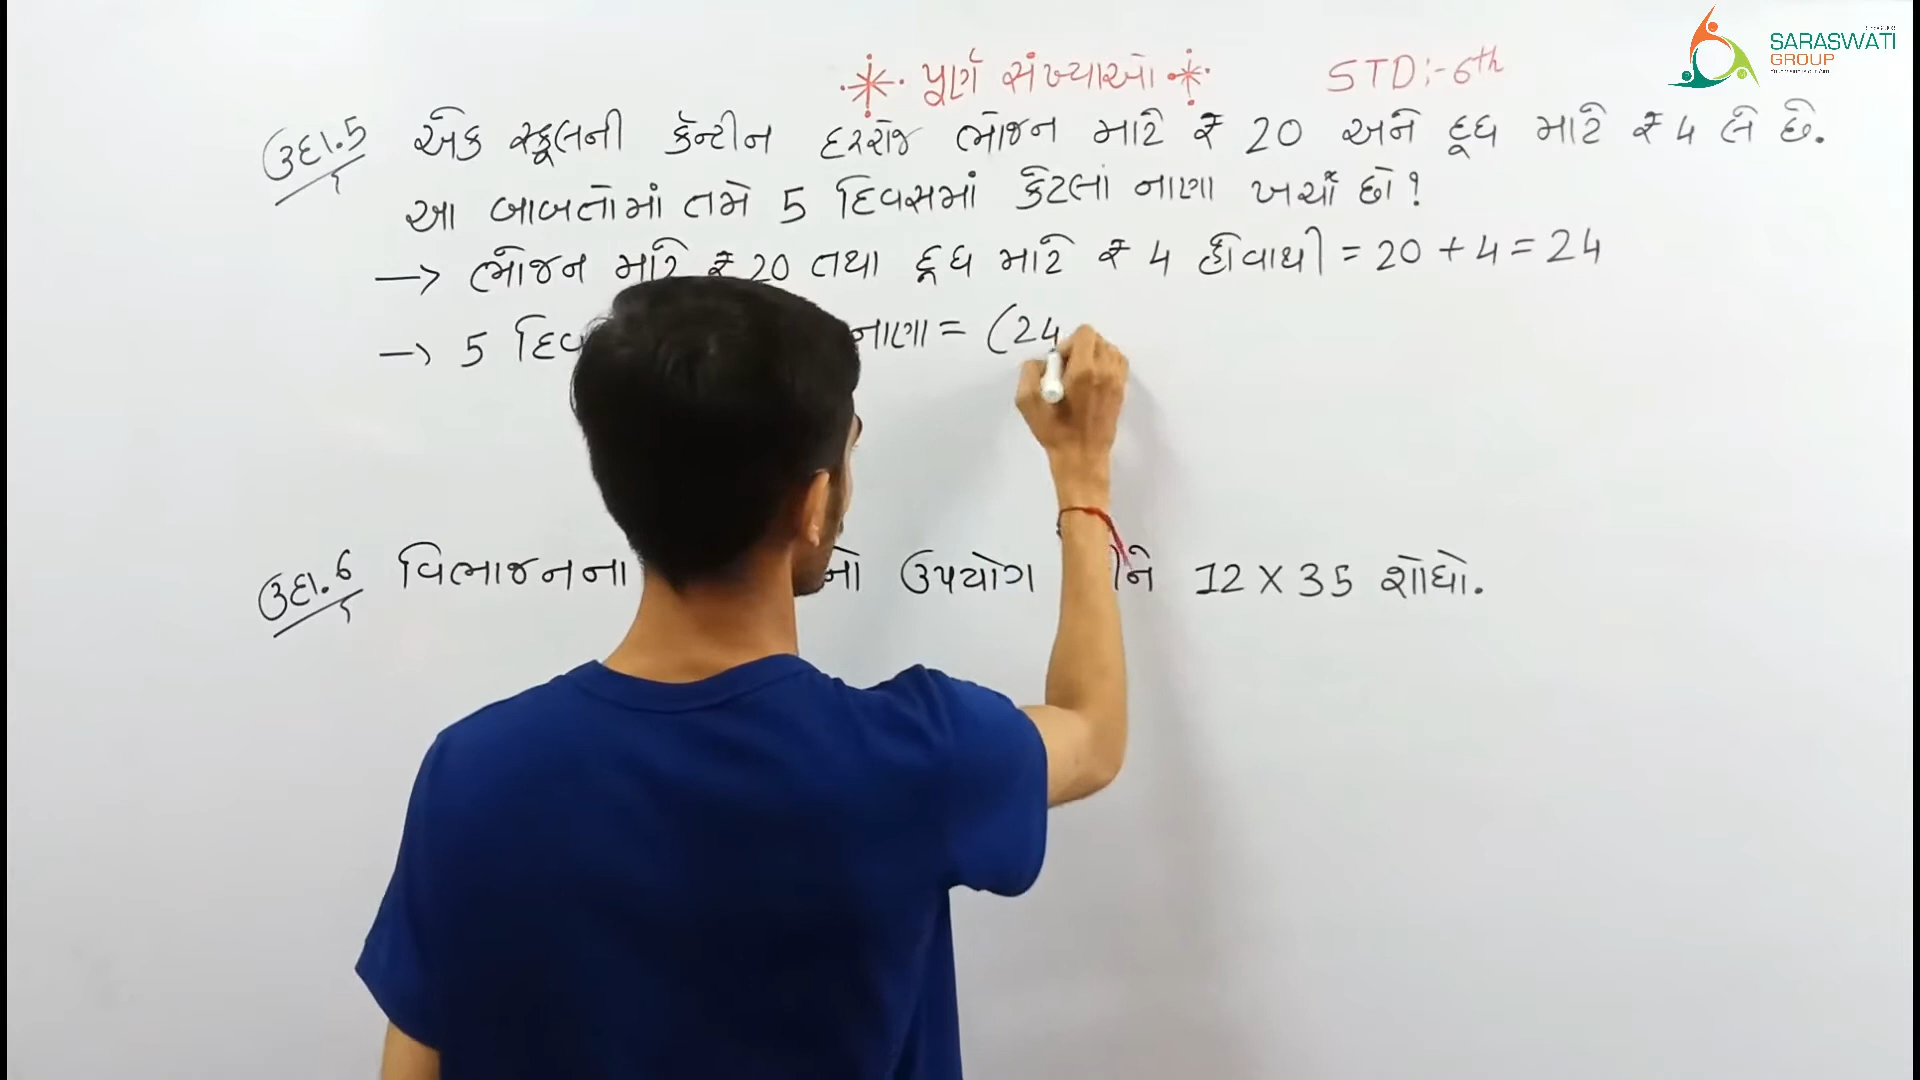 SARASWATI
GROUP
પૂર્ણ સંખ્યાઓ STD:-6th
ઉદા.5 એક સ્કૂલની કેન્ટીન દરરોજ ભોજન માટે ₹ 20 અને દૂધ માટે ₹ 4 લે છે.
આ બાબતોમાં તમે 5 દિવસમાં કેટલા નાણા ખર્ચો છો?
→ ભોજન માટે ₹ 20 તથા દૂધ માટે ₹ 4 હોવાથી = 20 + 4 = 24
→ 5 નાણા = (24
ઉદા.6 વિભાજનના ઉપયોગ 12 X 35 શોધો.